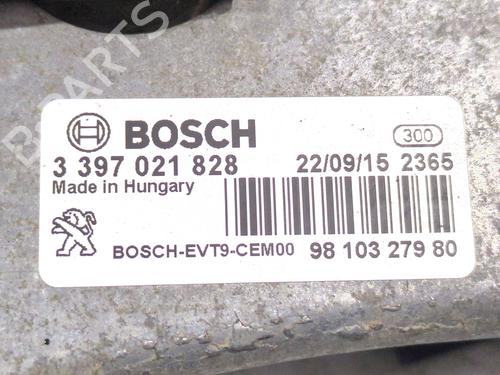 B-PARTS
BOSCH
300
3 397 021 828 22/09/15 2365
Made in Hungary
BOSCH-EVT9-CEM00 98 103 279 80